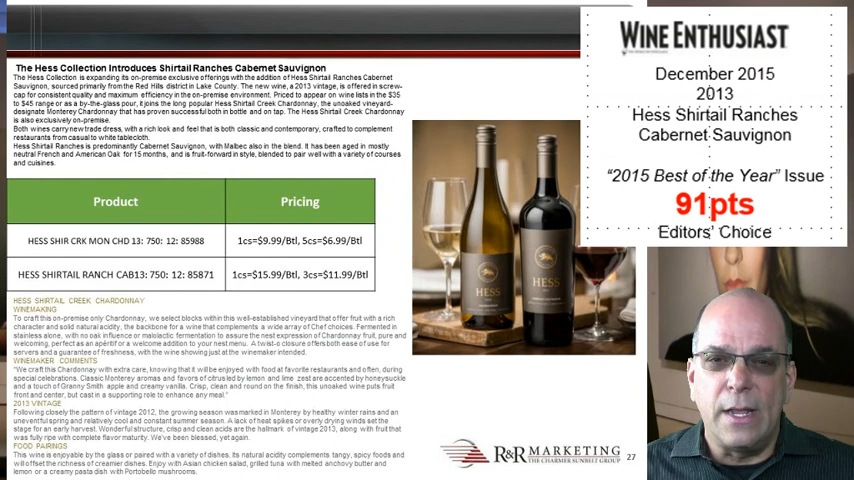 The Hess Collection Introduces Shirtail Ranches Cabernet Sauvignon
The Hess Collection is expanding its on-premise exclusive offerings with the addition of Hess Shirtail Ranches Cabernet
Sauvignon, sourced primarily from the Red Hills district in Lake County. The new wine, a 2013 vintage, is offered in screw-
cap for consistent quality and maximum efficiency in the on-premise environment. Priced to appear on wine lists in the $35
to $45 range or as a by-the-glass pour, it joins the long popular Hess Shirtail Creek Chardonnay, the unoaked vineyard-
designate Monterey Chardonnay that has proven successful both in bottle and on tap. The Hess Shirtail Creek Chardonnay
is also exclusively on-premise.
Both wines carry new trade dress, with a rich look and feel that is both classic and contemporary, crafted to complement
restaurants from casual to white tablecloth.
Hess Shirtail Ranches is predominantly Cabernet Sauvignon, with Malbec also in the blend. It has been aged in mostly
neutral French and American Oak for 15 months, and is fruit-forward in style, blended to pair well with a variety of courses
and cuisines.
Product Pricing
HESS SHIR CRK MON CHD 13: 750: 12: 85988 1cs=$9.99/Btl, 5cs=$6.99/Btl
HESS SHIRTAIL RANCH CAB13: 750: 12: 85871 1cs=$15.99/Btl, 3cs=$11.99/Btl
HESS SHIRTAIL CREEK CHARDONNAY
WINEMAKING
To craft this on-premise only Chardonnay, we select blocks within this well-established vineyard that offer fruit with a rich
character and solid natural acidity, the backbone for a wine that complements a wide array of Chef choices. Fermented in
stainless alone, with no oak influence or malolactic fermentation to assure the nest expression of Chardonnay fruit, pure and
welcoming, perfect as an apéritif or a welcome addition to your nest menu. A twist-o closure offers both ease of use for
servers and a guarantee of freshness, with the wine showing just at the winemaker intended.
WINEMAKER COMMENTS
"We craft this Chardonnay with extra care, knowing that it will be enjoyed with food at favorite restaurants and often, during
special celebrations. Classic Monterey aromas and favors of citrus led by lemon and lime zest are accented by honeysuckle
and a touch of Granny Smith apple and creamy vanilla. Crisp, clean and round on the finish, this unoaked wine puts fruit
front and center, but cast in a supporting role to enhance any meal."
2013 VINTAGE
Following closely the pattern of vintage 2012, the growing season was marked in Monterey by healthy winter rains and an
uneventful spring and relatively cool and constant summer season. A lack of heat spikes or overly drying winds set the
stage for an early harvest. Wonderful structure, crisp and clean acids are the hallmark of vintage 2013, along with fruit that
was fully ripe with complete flavor maturity. We've been blessed, yet again.
FOOD PAIRINGS
This wine is enjoyable by the glass or paired with a variety of dishes. Its natural acidity complements tangy, spicy foods and
will offset the richness of creamier dishes. Enjoy with Asian chicken salad, grilled tuna with melted anchovy butter and
lemon or a creamy pasta dish with Portobello mushrooms.
HESS
HESS
R&R MARKETING
THE CHARMER SUNBELT GROUP
27
WINE ENTHUSIAST
December 2015
2013
Hess Shirtail Ranches
Cabernet Sauvignon
“2015 Best of the Year” Issue
91pts
Editors’ Choice